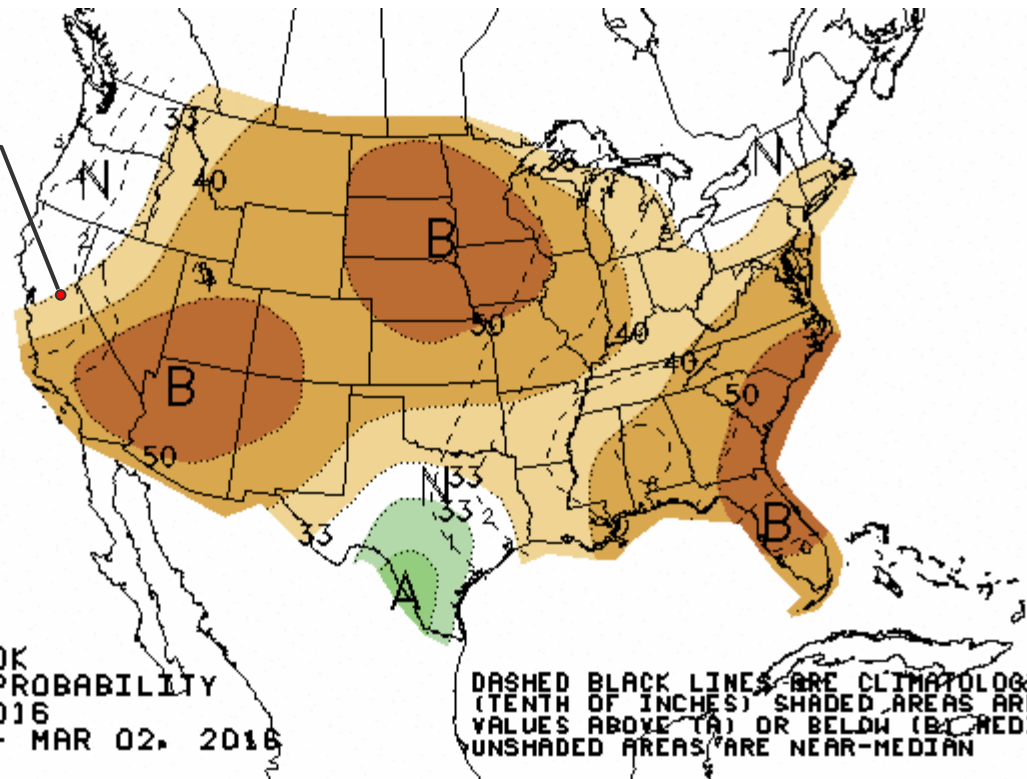 33
N
N
40
B
50
40
40
B
50
50
N
33
33
2
33
1
B
A
OK
PROBABILITY
016
- MAR 02, 2016
DASHED BLACK LINES ARE CLIMATOLOG
(TENTH OF INCHES) SHADED AREAS AR
VALUES ABOVE (A) OR BELOW (B) MED
UNSHADED AREAS ARE NEAR-MEDIAN